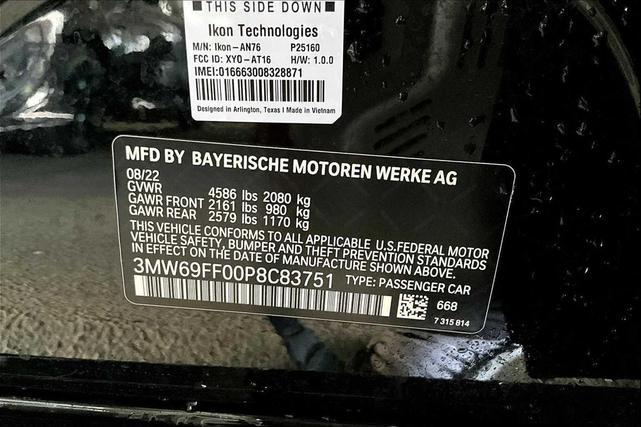 THIS SIDE DOWN
Ikon Technologies
M/N: Ikon-AN76 P25160
FCC ID: XYO-AT16 H/W: 1.0.0
IMEI:016663008328871
Designed in Arlington, Texas | Made in Vietnam
MFD BY BAYERISCHE MOTOREN WERKE AG
08/22
GVWR 4586 lbs 2080 kg
GAWR FRONT 2161 lbs 980 kg
GAWR REAR 2579 lbs 1170 kg
THIS VEHICLE CONFORMS TO ALL APPLICABLE U.S.FEDERAL MOTOR
VEHICLE SAFETY, BUMPER AND THEFT PREVENTION STANDARDS
IN EFFECT ON THE DATE OF MANUFACTURE SHOWN ABOVE.
3MW69FF00P8C83751 TYPE: PASSENGER CAR
668
7 315 814